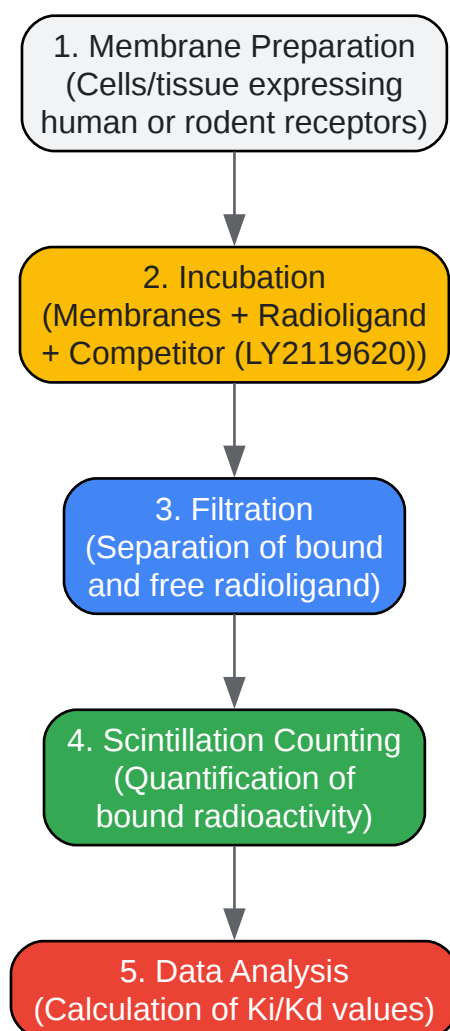 1. Membrane Preparation
(Cells/tissue expressing
human or rodent receptors)
2. Incubation
(Membranes + Radioligand
+ Competitor (LY2119620))
3. Filtration
(Separation of bound
and free radioligand)
4. Scintillation Counting
(Quantification of
bound radioactivity)
5. Data Analysis
(Calculation of Ki/Kd values)